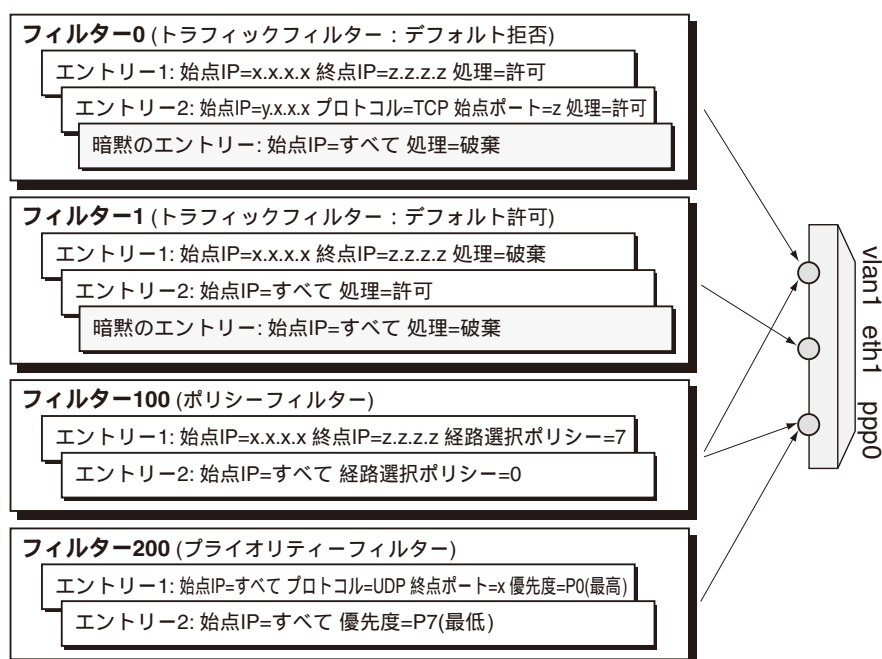 フィルター0 (トラフィックフィルター：デフォルト拒否)
エントリー1: 始点IP=x.x.x.x 終点IP=z.z.z.z 処理=許可
エントリー2: 始点IP=y.x.x.x プロトコル=TCP 始点ポート=z 処理=許可
暗黙のエントリー: 始点IP=すべて 処理=破棄
フィルター1 (トラフィックフィルター：デフォルト許可)
エントリー1: 始点IP=x.x.x.x 終点IP=z.z.z.z 処理=破棄
エントリー2: 始点IP=すべて 処理=許可
暗黙のエントリー: 始点IP=すべて 処理=破棄
フィルター100 (ポリシーフィルター)
エントリー1: 始点IP=x.x.x.x 終点IP=z.z.z.z 経路選択ポリシー=7
エントリー2: 始点IP=すべて 経路選択ポリシー=0
フィルター200 (プライオリティーフィルター)
エントリー1: 始点IP=すべて プロトコル=UDP 終点ポート=x 優先度=P0(最高)
エントリー2: 始点IP=すべて 優先度=P7(最低)
vlan1 eth1 ppp0